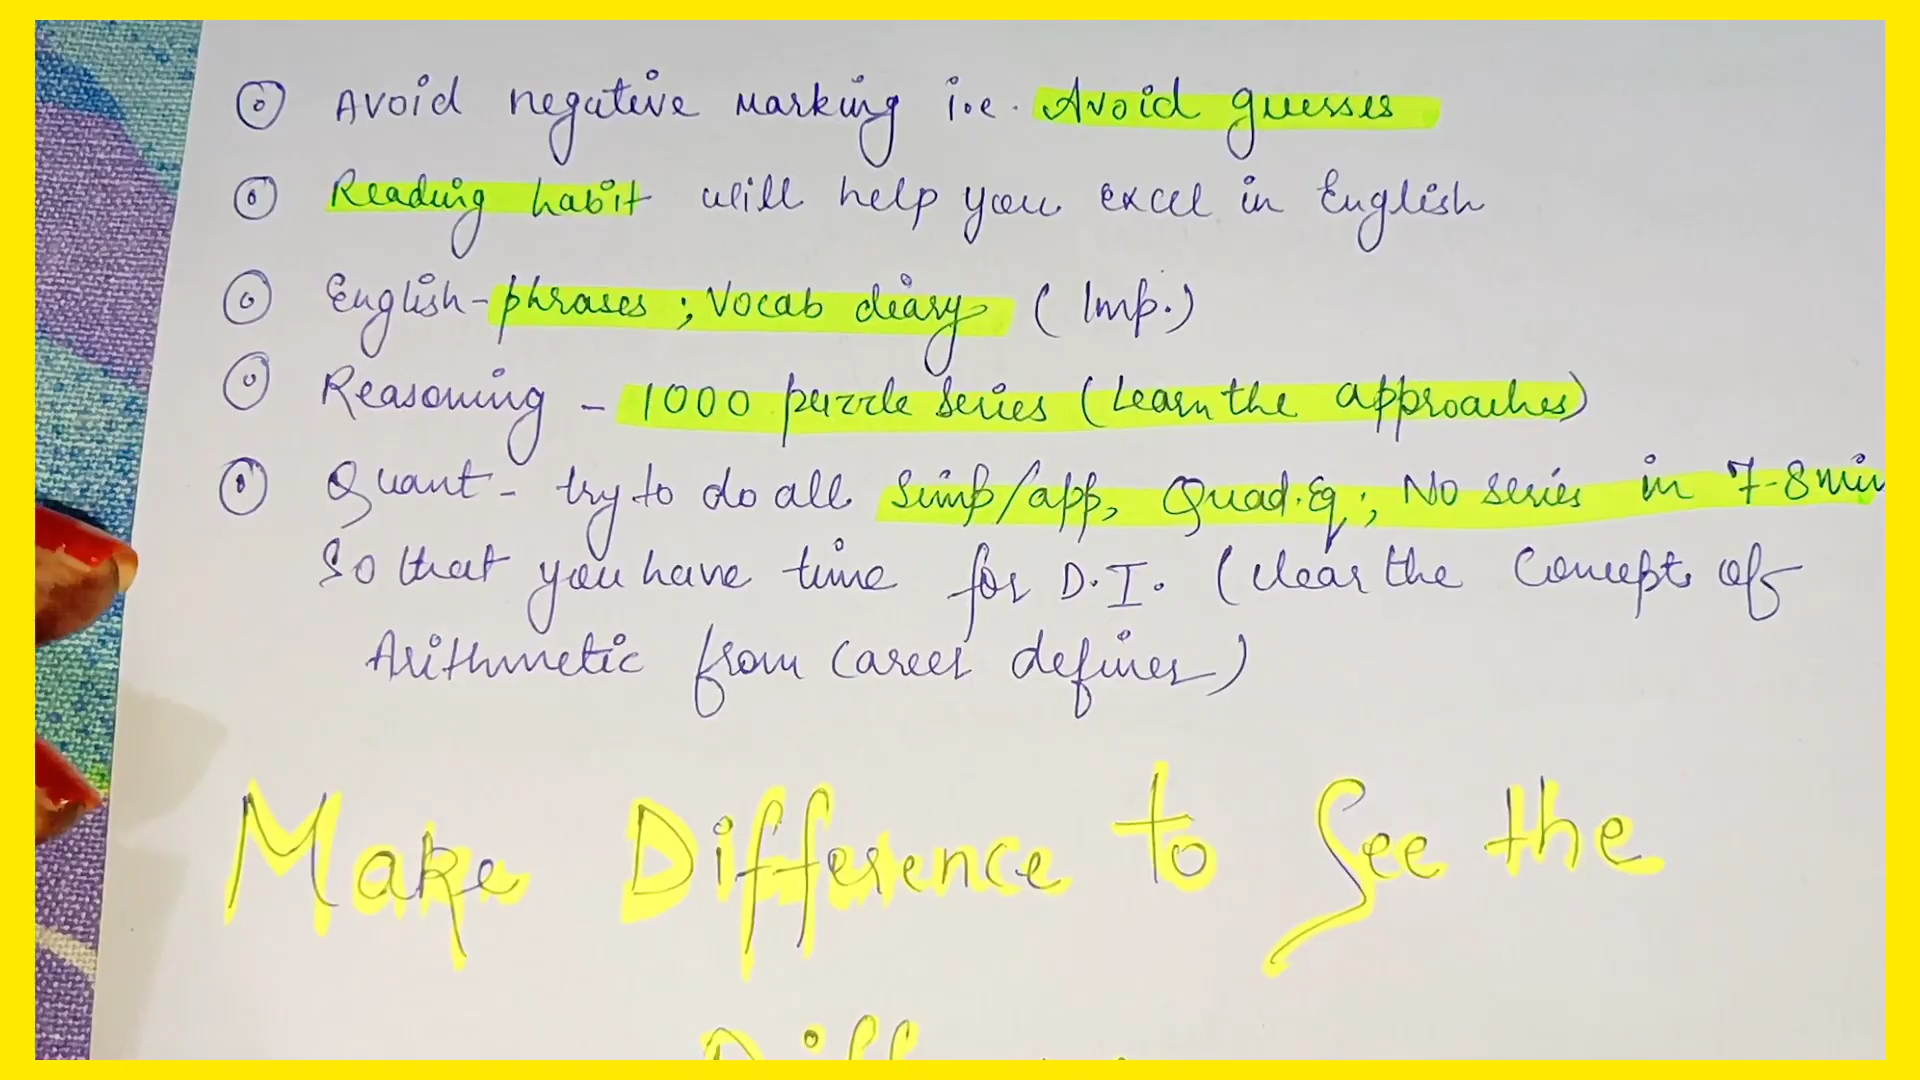 Avoid negative marking i.e. Avoid guesses
Reading habit will help you excel in English
English - phrases ; Vocab diary (Imp.)
Reasoning - 1000 puzzle series (Learn the approaches)
Quant - try to do all Simp/app, Quad.Eq ; No series in 7-8 min
So that you have time for D.I. (clear the concepts of
Arithmetic from Career definer)
Make Difference to See the